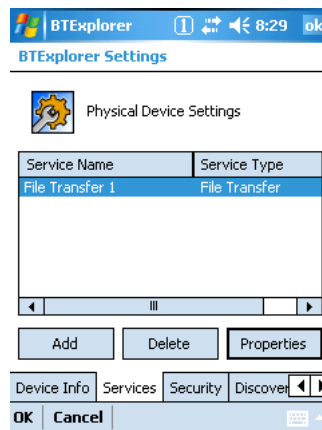 BTExplorer 1 8:29 ok
BTExplorer Settings
Physical Device Settings
Service Name Service Type
File Transfer 1 File Transfer
Add Delete Properties
Device Info Services Security Discover
OK Cancel